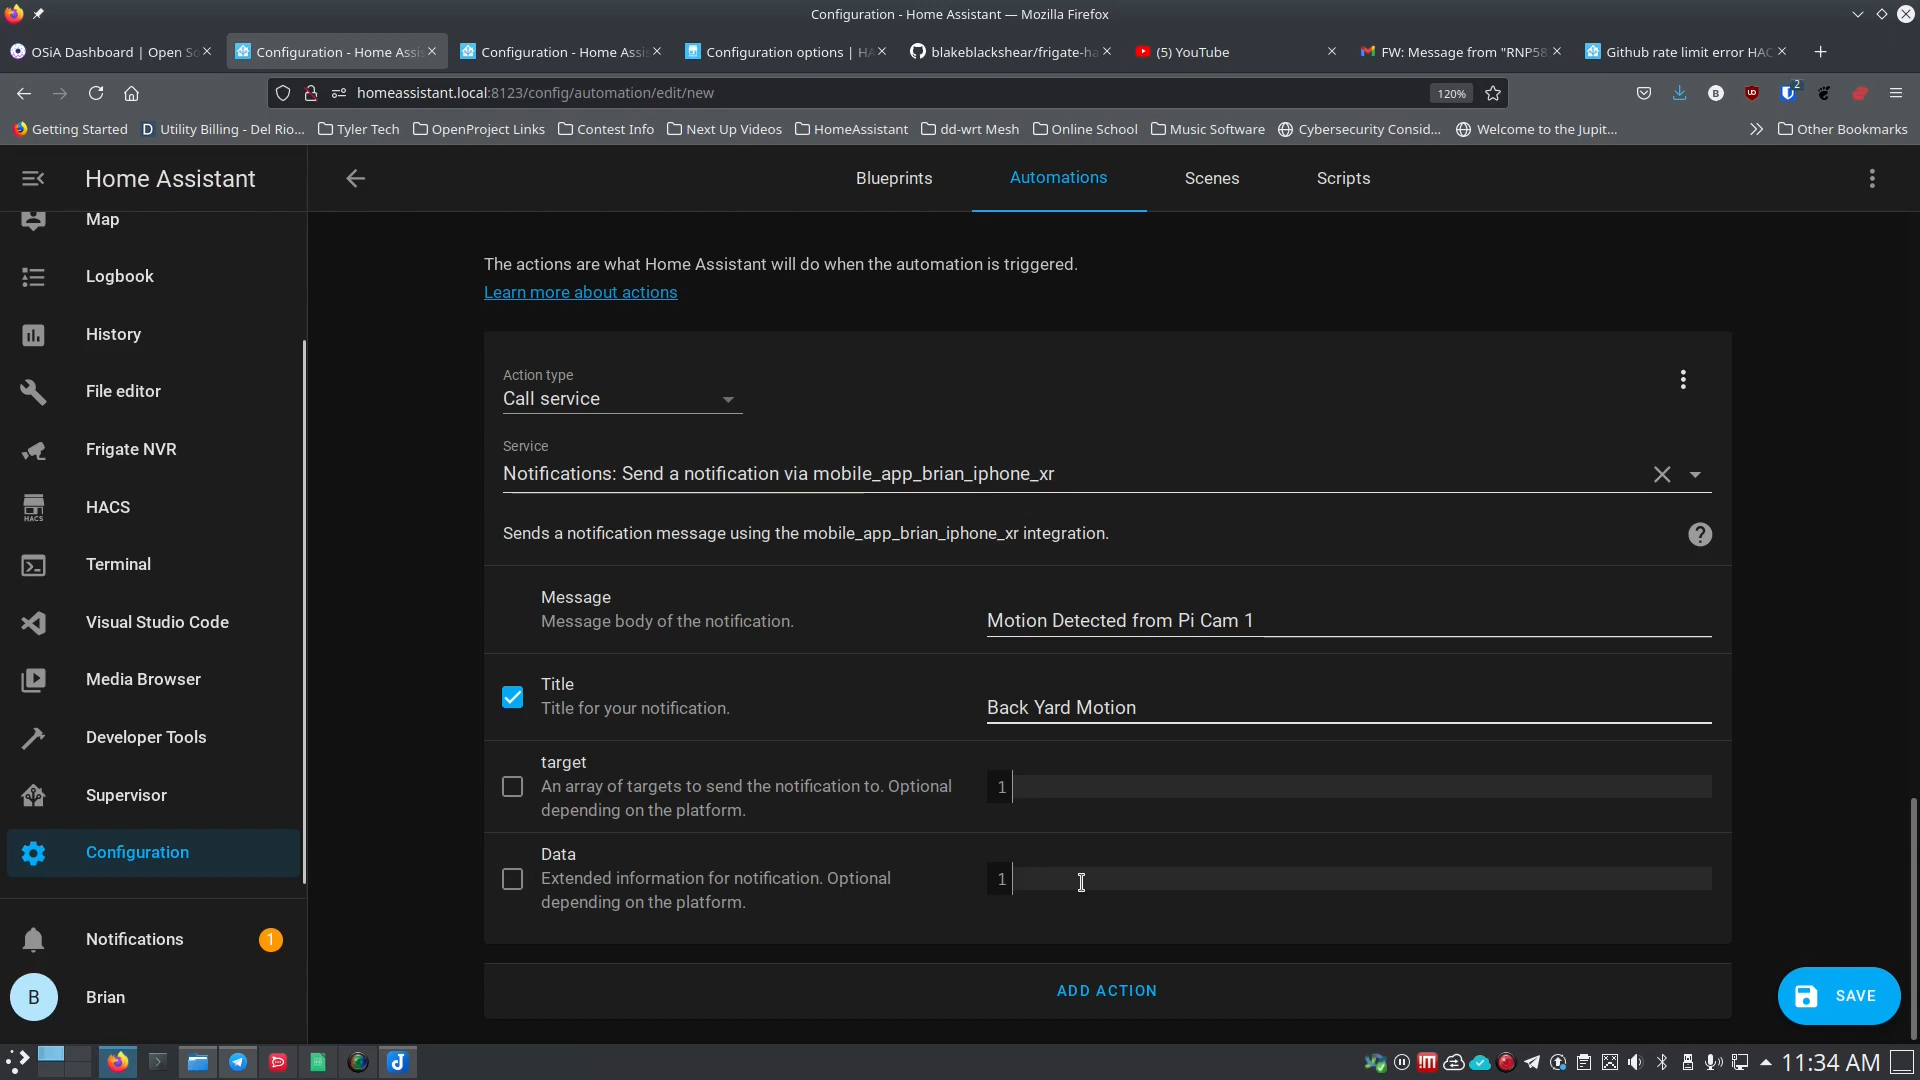 Configuration - Home Assistant — Mozilla Firefox
OSiA Dashboard | Open So
Configuration - Home Assis
Configuration - Home Assis
Configuration options | HA
blakeblackshear/frigate-ha
(5) YouTube
FW: Message from "RNP58
Github rate limit error HAC
homeassistant.local:8123/config/automation/edit/new
120%
2
Getting Started
Utility Billing - Del Rio...
Tyler Tech
OpenProject Links
Contest Info
Next Up Videos
HomeAssistant
dd-wrt Mesh
Online School
Music Software
Cybersecurity Consid...
Welcome to the Jupit...
Other Bookmarks
Home Assistant
Blueprints
Automations
Scenes
Scripts
Map
Logbook
History
File editor
Frigate NVR
HACS
HACS
Terminal
Visual Studio Code
Media Browser
Developer Tools
Supervisor
Configuration
Notifications
1
B
Brian
The actions are what Home Assistant will do when the automation is triggered.
Learn more about actions
Action type
Call service
Service
Notifications: Send a notification via mobile_app_brian_iphone_xr
Sends a notification message using the mobile_app_brian_iphone_xr integration.
Message
Message body of the notification.
Motion Detected from Pi Cam 1
Title
Title for your notification.
Back Yard Motion
target
An array of targets to send the notification to. Optional
depending on the platform.
1
Data
Extended information for notification. Optional
depending on the platform.
1
ADD ACTION
SAVE
11:34 AM